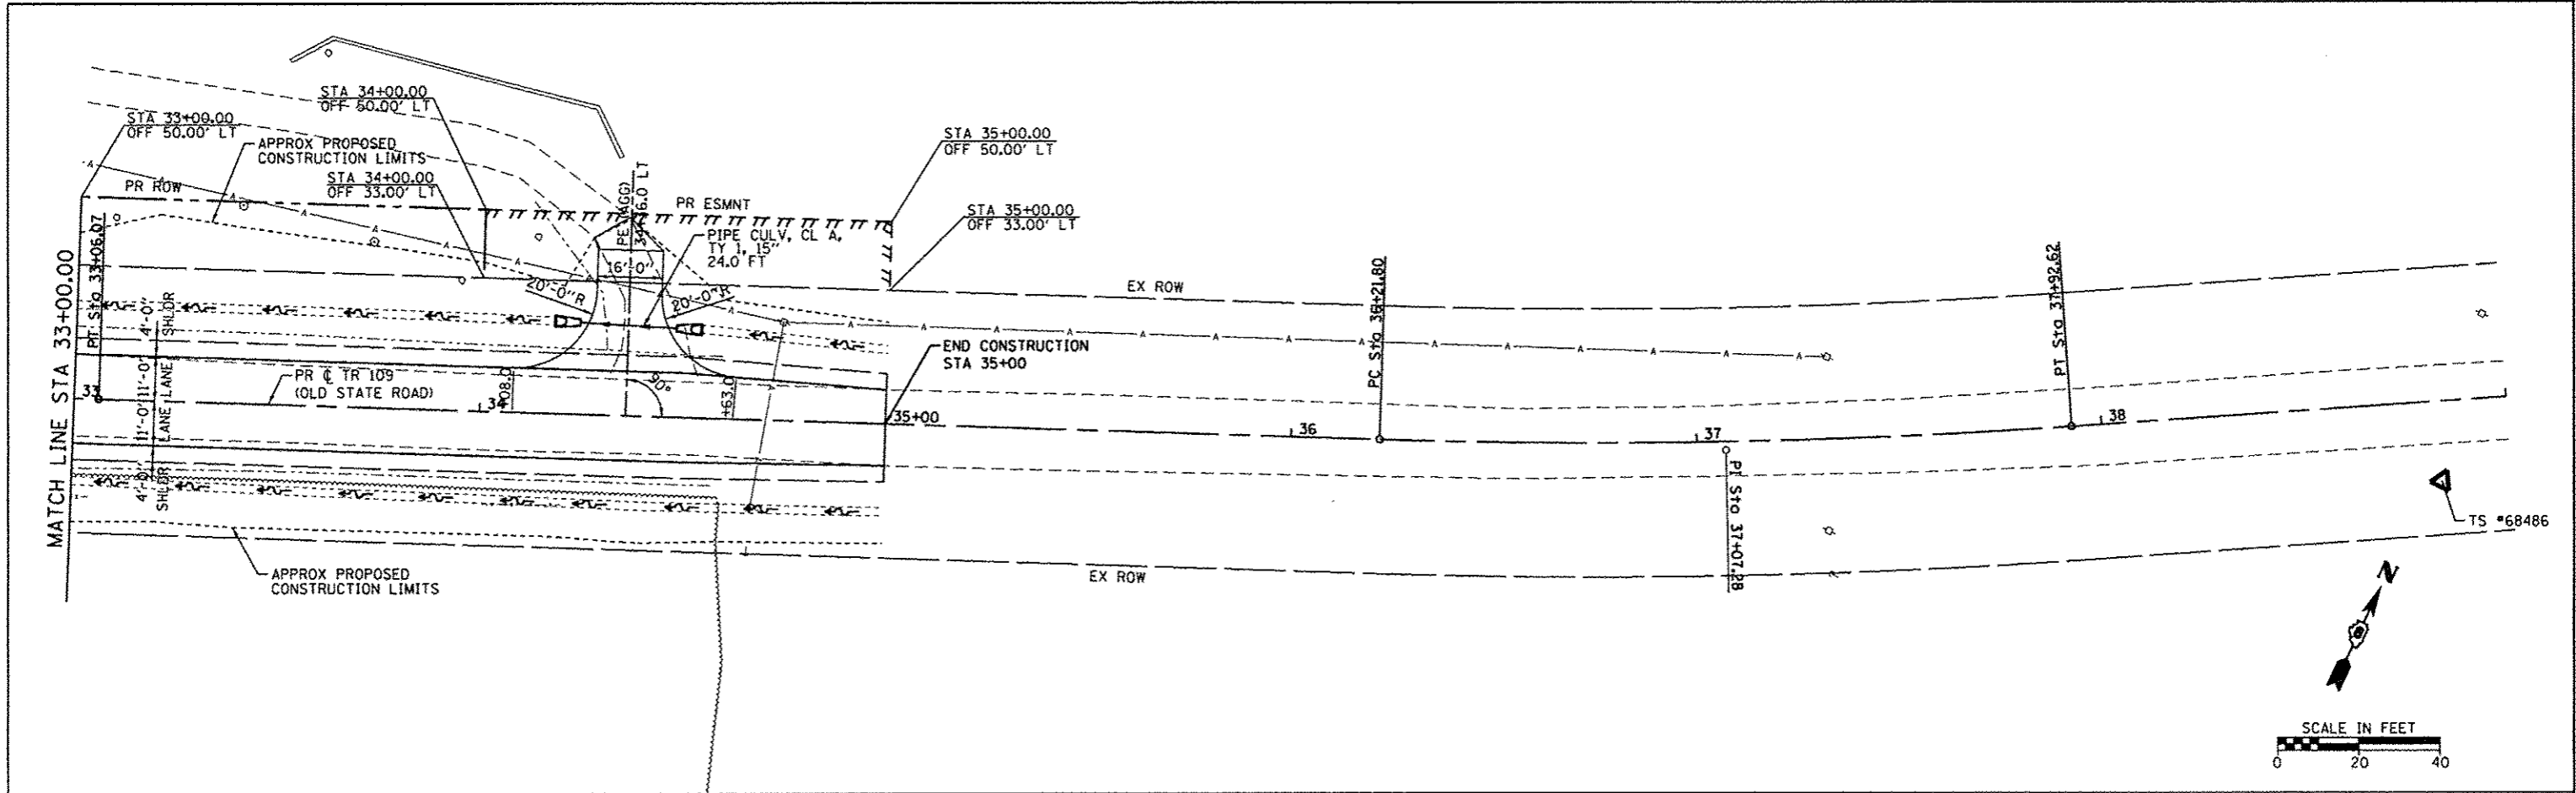 STA 34+00.00
OFF 50.00' LT
STA 33+00.00
OFF 50.00' LT
APPROX PROPOSED
CONSTRUCTION LIMITS
STA 34+00.00
OFF 33.00' LT
PR ROW
STA 35+00.00
OFF 50.00' LT
STA 35+00.00
OFF 33.00' LT
PR ESMNT
PIPE CULV, CL A,
TY 1, 15"
24.0 FT
16'-0"
20'-0"R
20'-0"R
90°
+08.0
+63.0
EX ROW
END CONSTRUCTION
STA 35+00
MATCH LINE STA 33+00.00
PT Sta 33+06.07
4'-0"
SHLDR
11'-0"
LANE
11'-0"
LANE
4'-0"
SHLDR
PR ℄ TR 109
(OLD STATE ROAD)
33
34
35+00
36
37
38
PC Sta 36+21.80
PI Sta 37+07.28
PT Sta 37+92.62
APPROX PROPOSED
CONSTRUCTION LIMITS
EX ROW
TS #68486
N
SCALE IN FEET
0 20 40